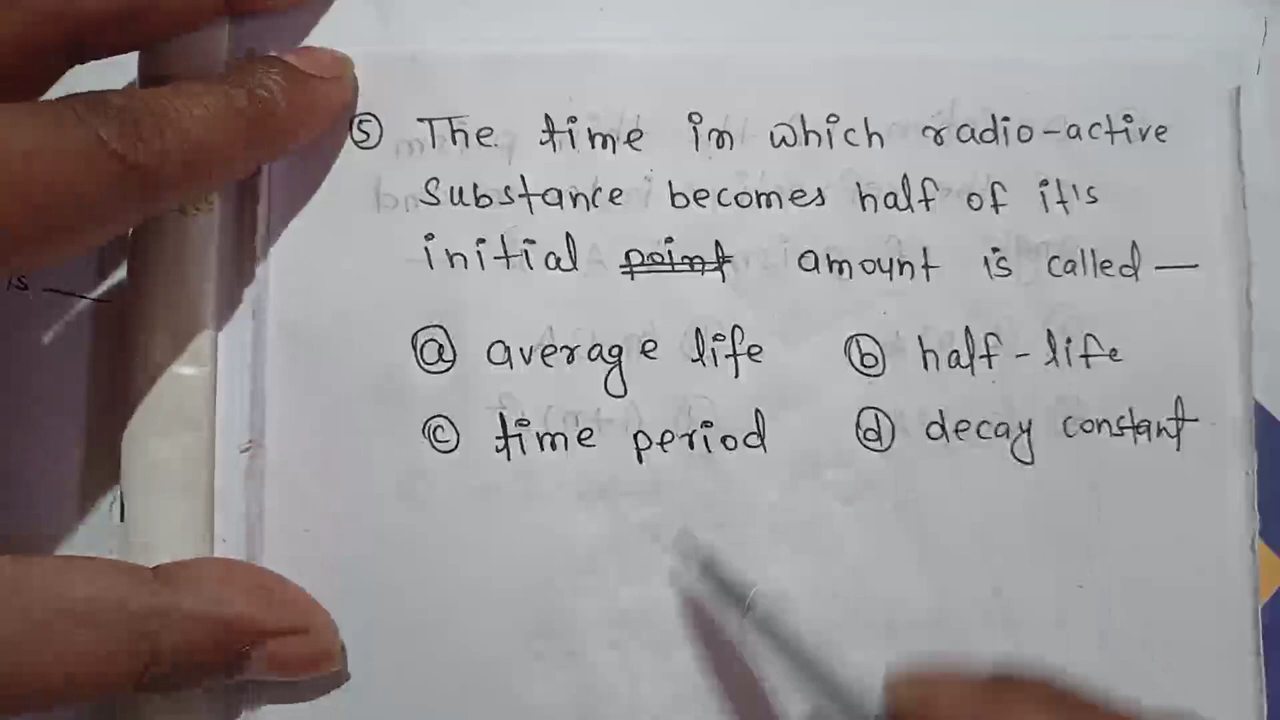 is —
⑤ The time in which radio-active
substance becomes half of it's
initial point amount is called —
ⓐ average life ⓑ half-life
ⓒ time period ⓓ decay constant